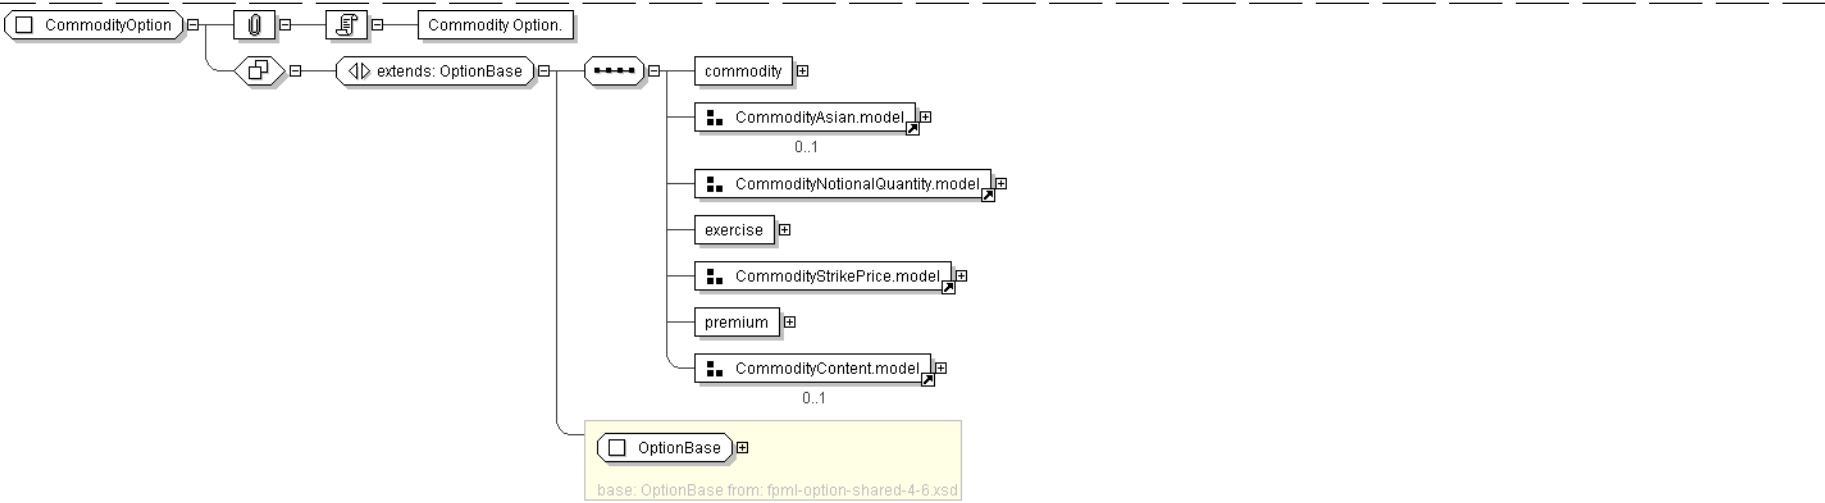 CommodityOption
Commodity Option.
extends: OptionBase
commodity
CommodityAsian.model
0..1
CommodityNotionalQuantity.model
exercise
CommodityStrikePrice.model
premium
CommodityContent.model
0..1
OptionBase
base: OptionBase from: fpml-option-shared-4-6.xsd